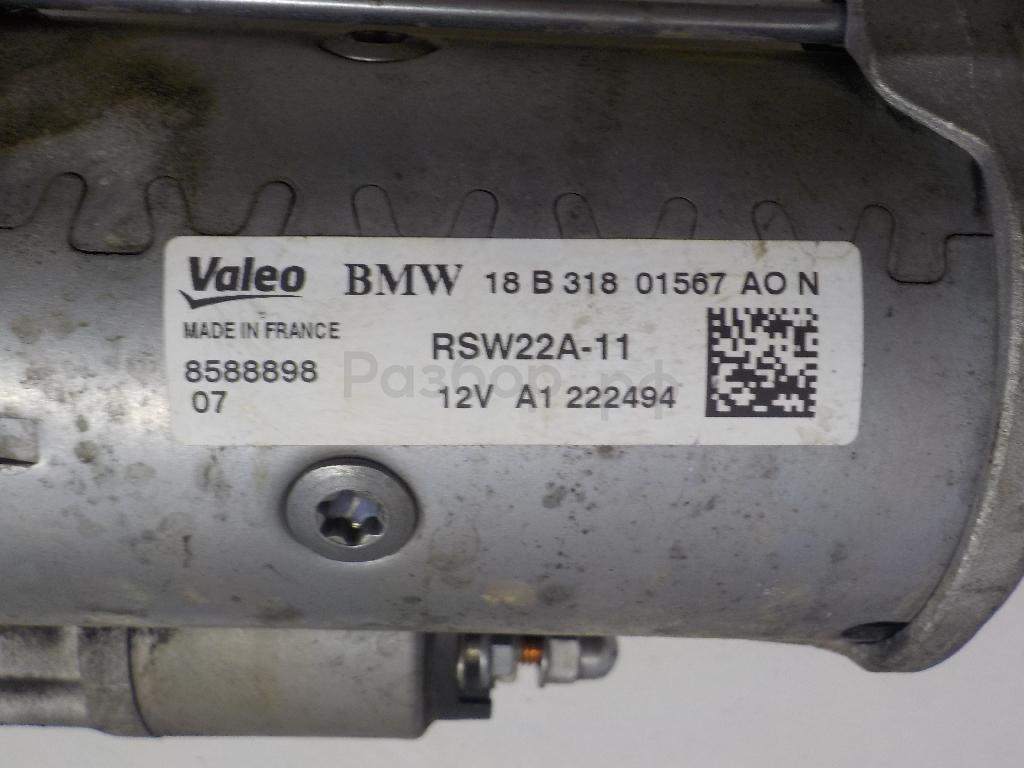 Valeo BMW 18 B 318 01567 AO N
MADE IN FRANCE
RSW22A-11
8588898
Разбор.рф
12V A1 222494
07